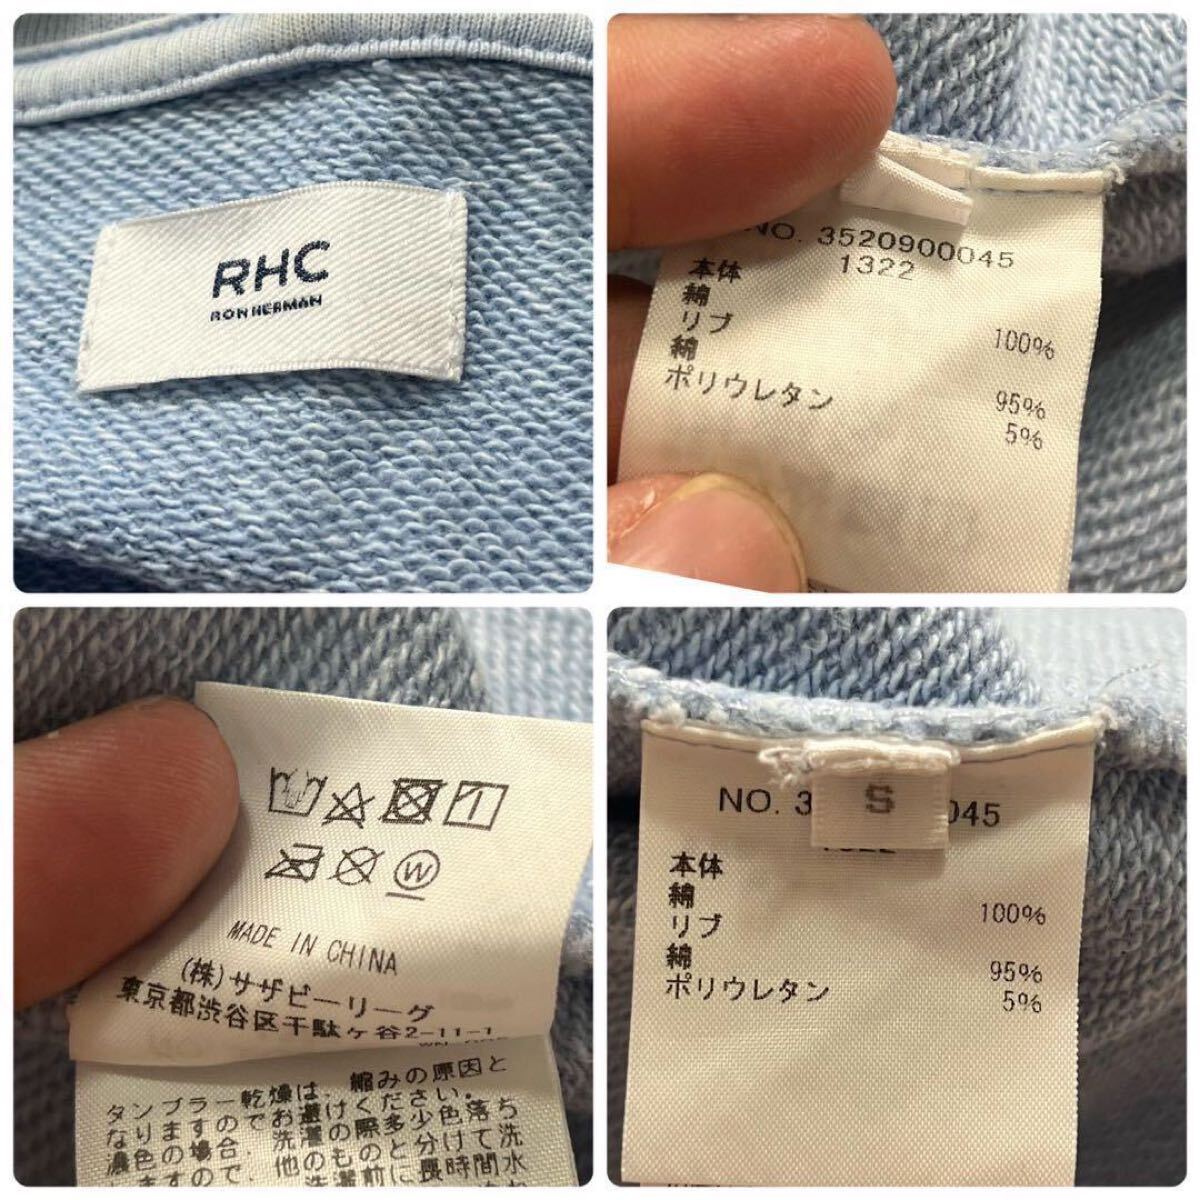 RHC
RON HERMAN
NO. 3520900045
1322
本体
綿 100%
リブ
綿 95%
ポリウレタン 5%
MADE IN CHINA
(株)サザビーリーグ
東京都渋谷区千駄ヶ谷2-11-1
タンブラー乾燥は、縮みの原因と
なりますのでお避けください。
濃色の場合、洗濯の際多少色落ち
しますので、他のものと分けて洗
洗濯前に長時間水
S
NO. 3 045
本体
綿 100%
リブ
綿 95%
ポリウレタン 5%